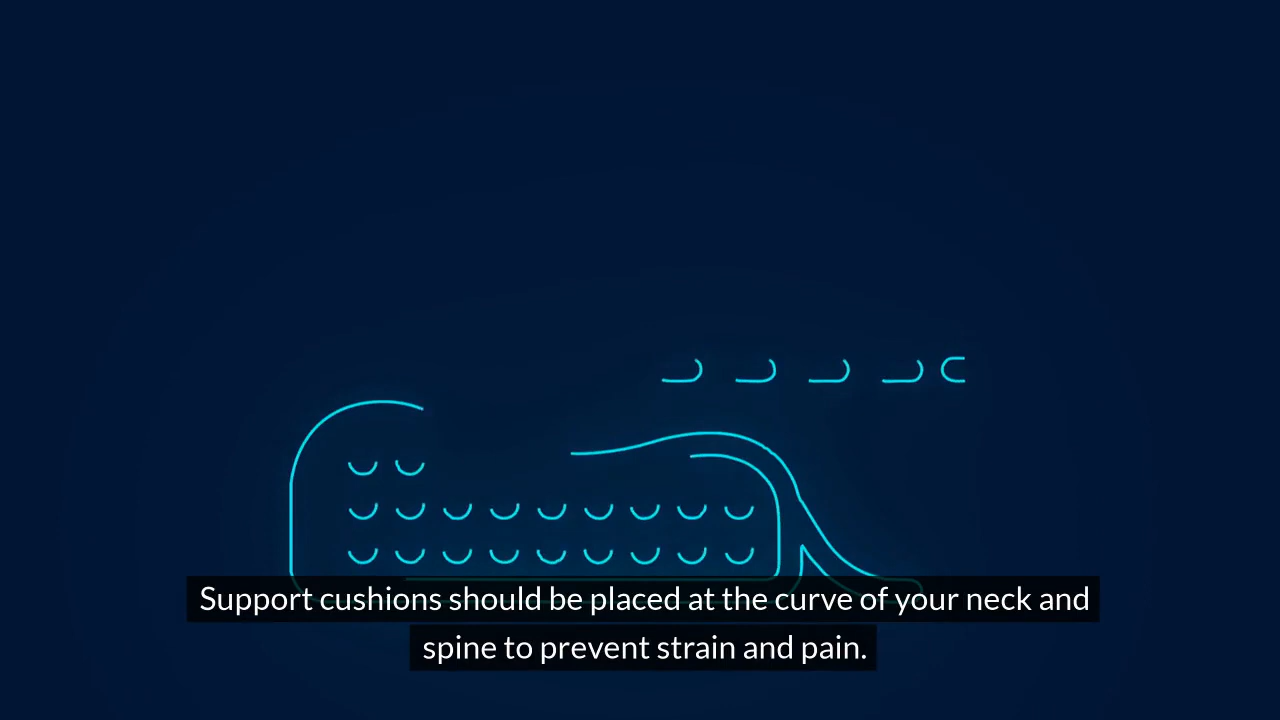 Support cushions should be placed at the curve of your neck and
spine to prevent strain and pain.